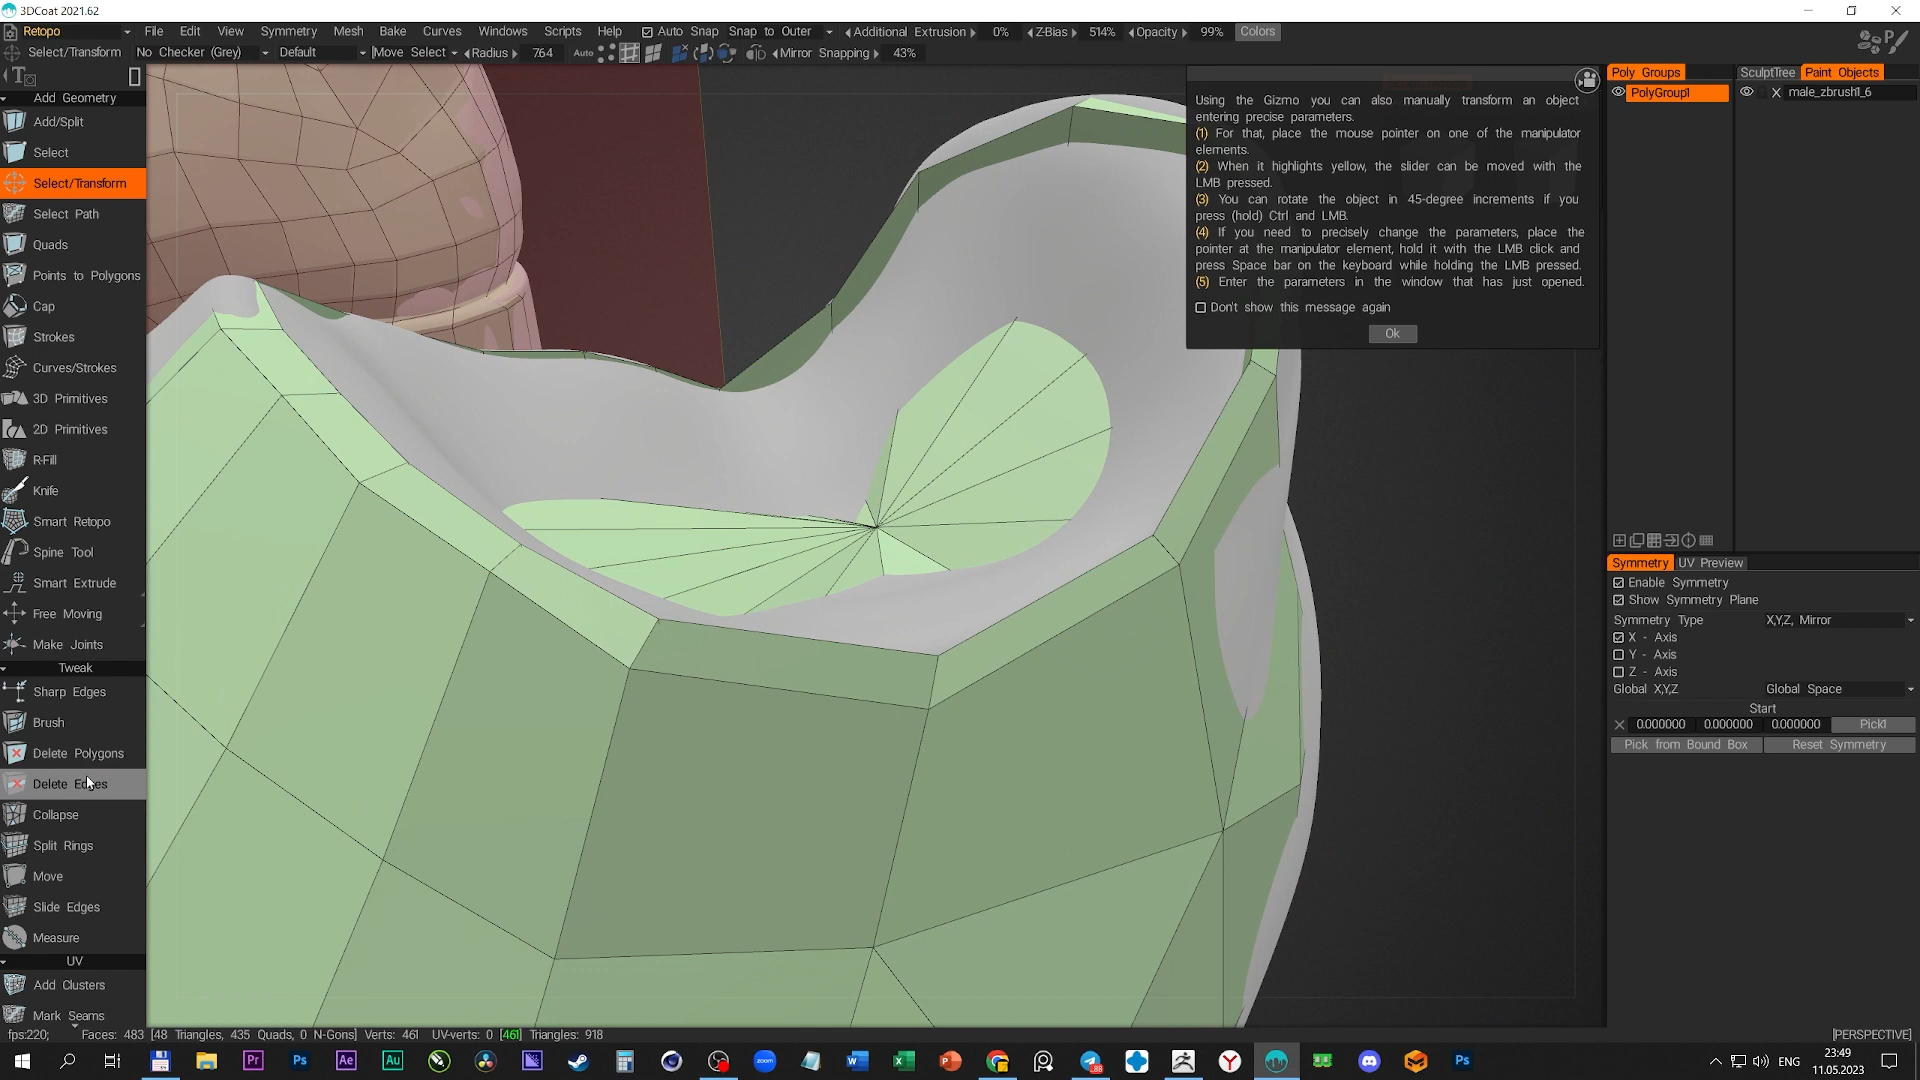 3DCoat 2021.62
Retopo File Edit View Symmetry Mesh Bake Curves Windows Scripts Help Auto Snap Snap to Outer Additional Extrusion 0% Z-Bias 514% Opacity 99% Colors
Select/Transform No Checker (Grey) Default Move Select Radius 764 Auto Mirror Snapping 43%
Add Geometry
Add/Split
Select
Select/Transform
Select Path
Quads
Points to Polygons
Cap
Strokes
Curves/Strokes
3D Primitives
2D Primitives
R-Fill
Knife
Smart Retopo
Spine Tool
Smart Extrude
Free Moving
Make Joints
Tweak
Sharp Edges
Brush
Delete Polygons
Delete Edges
Collapse
Split Rings
Move
Slide Edges
Measure
UV
Add Clusters
Mark Seams
Using the Gizmo you can also manually transform an object
entering precise parameters.
(1) For that, place the mouse pointer on one of the manipulator
elements.
(2) When it highlights yellow, the slider can be moved with the
LMB pressed.
(3) You can rotate the object in 45-degree increments if you
press (hold) Ctrl and LMB.
(4) If you need to precisely change the parameters, place the
pointer at the manipulator element, hold it with the LMB click and
press Space bar on the keyboard while holding the LMB pressed.
(5) Enter the parameters in the window that has just opened.
Don't show this message again
Ok
Poly Groups
PolyGroup1
SculptTree Paint Objects
X male_zbrush1_6
Symmetry UV Preview
Enable Symmetry
Show Symmetry Plane
Symmetry Type X,Y,Z, Mirror
X - Axis
Y - Axis
Z - Axis
Global X,Y,Z Global Space
Start
0.000000 0.000000 0.000000 Pick1
Pick from Bound Box Reset Symmetry
fps:220; Faces: 483 [48 Triangles, 435 Quads, 0 N-Gons] Verts: 461 UV-verts: 0 [461] Triangles: 918
[PERSPECTIVE]
Pr Ps Ae Au zoom 88 Ps
ENG
23:49
11.05.2023